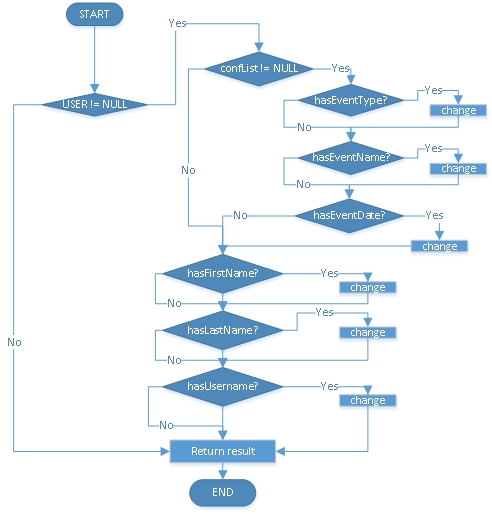 START
Yes
confList != NULL
Yes
USER != NULL
hasEventType?
change
No
Yes
hasEventName?
change
No
No
hasEventDate?
No
Yes
change
hasFirstName?
Yes
change
No
Yes
hasLastName?
change
No
No
hasUsername?
Yes
change
No
Return result
END
Yes